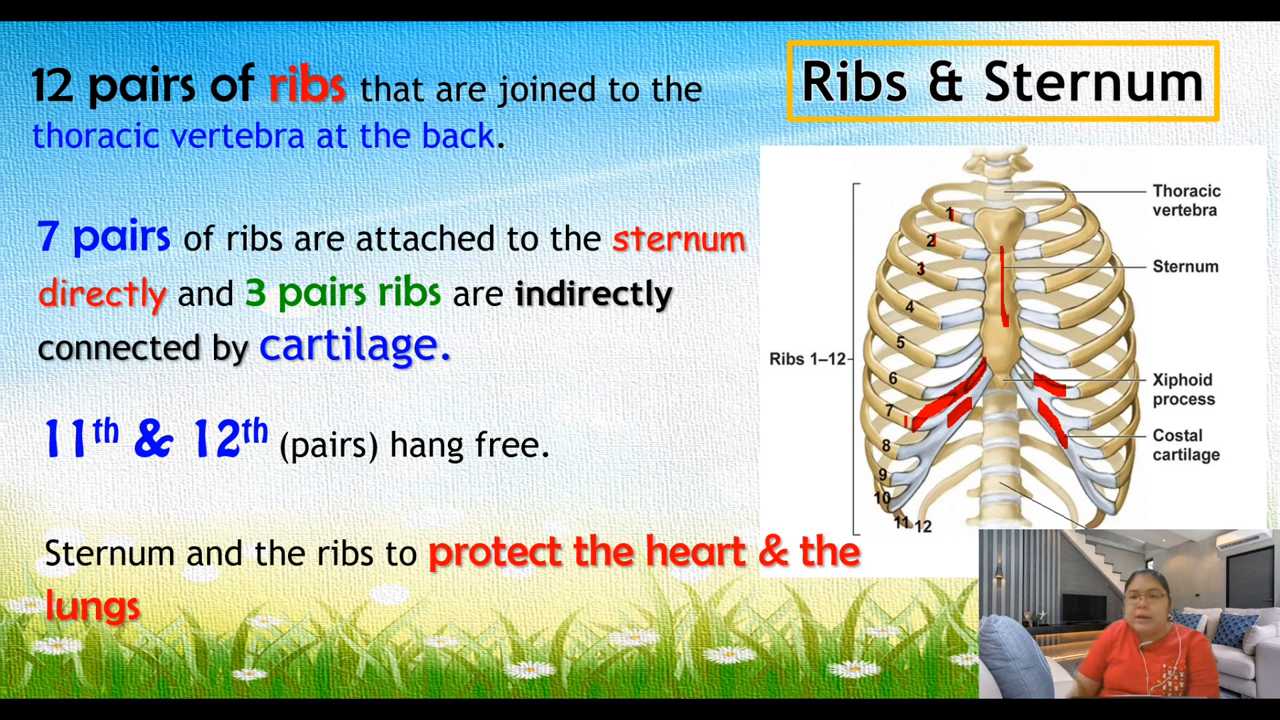 Ribs & Sternum
12 pairs of ribs that are joined to the
thoracic vertebra at the back.
7 pairs of ribs are attached to the sternum
directly and 3 pairs ribs are indirectly
connected by cartilage.
11th & 12th (pairs) hang free.
Sternum and the ribs to protect the heart & the
lungs
Thoracic
vertebra
Sternum
Ribs 1–12
Xiphoid
process
Costal
cartilage
1
2
3
4
5
6
7
8
9
10
11 12